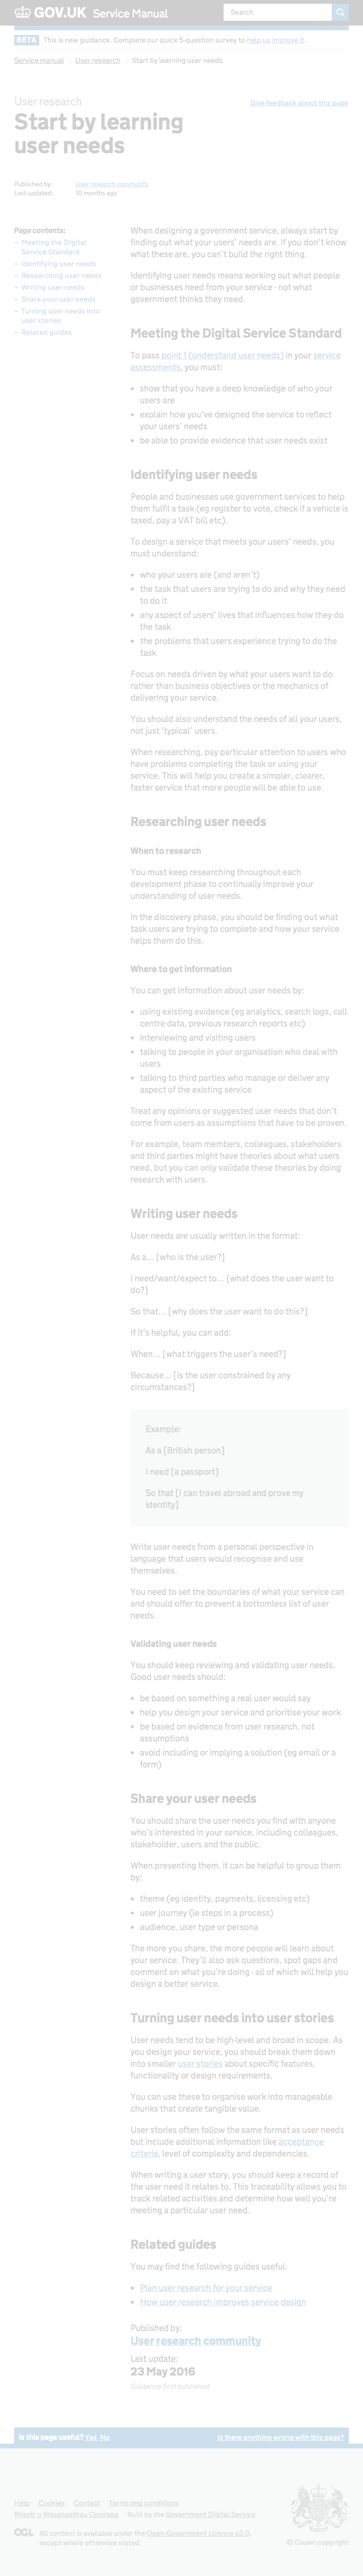 GOV.UK Service Manual
Search
BETA This is new guidance. Complete our quick 5-question survey to help us improve it.
Service manual User research Start by learning user needs
User research
Give feedback about this page
Start by learning
user needs
Published by: User research community
Last updated: 10 months ago
Page contents:
– Meeting the Digital
Service Standard
– Identifying user needs
– Researching user needs
– Writing user needs
– Share your user needs
– Turning user needs into
user stories
– Related guides
When designing a government service, always start by
finding out what your users' needs are. If you don't know
what these are, you can't build the right thing.
Identifying user needs means working out what people
or businesses need from your service - not what
government thinks they need.
Meeting the Digital Service Standard
To pass point 1 (understand user needs) in your service
assessments, you must:
• show that you have a deep knowledge of who your
users are
• explain how you've designed the service to reflect
your users' needs
• be able to provide evidence that user needs exist
Identifying user needs
People and businesses use government services to help
them fulfil a task (eg register to vote, check if a vehicle is
taxed, pay a VAT bill etc).
To design a service that meets your users' needs, you
must understand:
• who your users are (and aren't)
• the task that users are trying to do and why they need
to do it
• any aspect of users' lives that influences how they do
the task
• the problems that users experience trying to do the
task
Focus on needs driven by what your users want to do
rather than business objectives or the mechanics of
delivering your service.
You should also understand the needs of all your users,
not just 'typical' users.
When researching, pay particular attention to users who
have problems completing the task or using your
service. This will help you create a simpler, clearer,
faster service that more people will be able to use.
Researching user needs
When to research
You must keep researching throughout each
development phase to continually improve your
understanding of user needs.
In the discovery phase, you should be finding out what
task users are trying to complete and how your service
helps them do this.
Where to get information
You can get information about user needs by:
• using existing evidence (eg analytics, search logs, call
centre data, previous research reports etc)
• interviewing and visiting users
• talking to people in your organisation who deal with
users
• talking to third parties who manage or deliver any
aspect of the existing service
Treat any opinions or suggested user needs that don't
come from users as assumptions that have to be proven.
For example, team members, colleagues, stakeholders
and third parties might have theories about what users
need, but you can only validate these theories by doing
research with users.
Writing user needs
User needs are usually written in the format:
As a... [who is the user?]
I need/want/expect to... [what does the user want to
do?]
So that... [why does the user want to do this?]
If it's helpful, you can add:
When... [what triggers the user's need?]
Because... [is the user constrained by any
circumstances?]
Example:
As a [British person]
I need [a passport]
So that [I can travel abroad and prove my
identity]
Write user needs from a personal perspective in
language that users would recognise and use
themselves.
You need to set the boundaries of what your service can
and should offer to prevent a bottomless list of user
needs.
Validating user needs
You should keep reviewing and validating user needs.
Good user needs should:
• be based on something a real user would say
• help you design your service and prioritise your work
• be based on evidence from user research, not
assumptions
• avoid including or implying a solution (eg email or a
form)
Share your user needs
You should share the user needs you find with anyone
who's interested in your service, including colleagues,
stakeholder, users and the public.
When presenting them, it can be helpful to group them
by:
• theme (eg identity, payments, licensing etc)
• user journey (ie steps in a process)
• audience, user type or persona
The more you share, the more people will learn about
your service. They'll also ask questions, spot gaps and
comment on what you're doing - all of which will help you
design a better service.
Turning user needs into user stories
User needs tend to be high-level and broad in scope. As
you design your service, you should break them down
into smaller user stories about specific features,
functionality or design requirements.
You can use these to organise work into manageable
chunks that create tangible value.
User stories often follow the same format as user needs
but include additional information like acceptance
criteria, level of complexity and dependencies.
When writing a user story, you should keep a record of
the user need it relates to. This traceability allows you to
track related activities and determine how well you're
meeting a particular user need.
Related guides
You may find the following guides useful:
• Plan user research for your service
• How user research improves service design
Published by:
User research community
Last update:
23 May 2016
Guidance first published
Is this page useful? Yes No
Is there anything wrong with this page?
Help Cookies Contact Terms and conditions
Rhestr o Wasanaethau Cymraeg Built by the Government Digital Service
OGL All content is available under the Open Government Licence v3.0,
except where otherwise stated
© Crown copyright